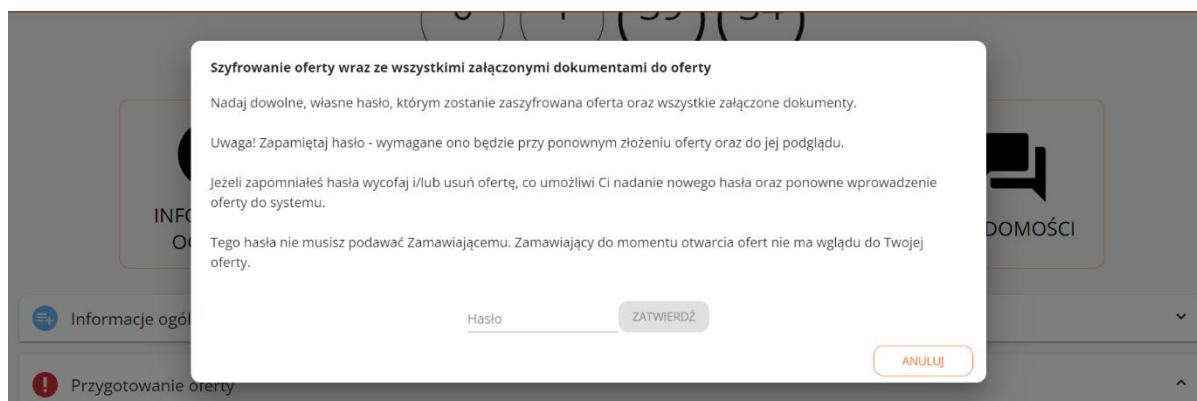 Szyfrowanie oferty wraz ze wszystkimi załączonymi dokumentami do oferty
Nadaj dowolne, własne hasło, którym zostanie zaszyfrowana oferta oraz wszystkie załączone dokumenty.
Uwaga! Zapamiętaj hasło - wymagane ono będzie przy ponownym złożeniu oferty oraz do jej podglądu.
Jeżeli zapomniałeś hasła wycofaj i/lub usuń ofertę, co umożliwi Ci nadanie nowego hasła oraz ponowne wprowadzenie
oferty do systemu.
Tego hasła nie musisz podawać Zamawiającemu. Zamawiający do momentu otwarcia ofert nie ma wglądu do Twojej
oferty.
Hasło
ZATWIERDŹ
ANULUJ
Informacje ogól
Przygotowanie oferty